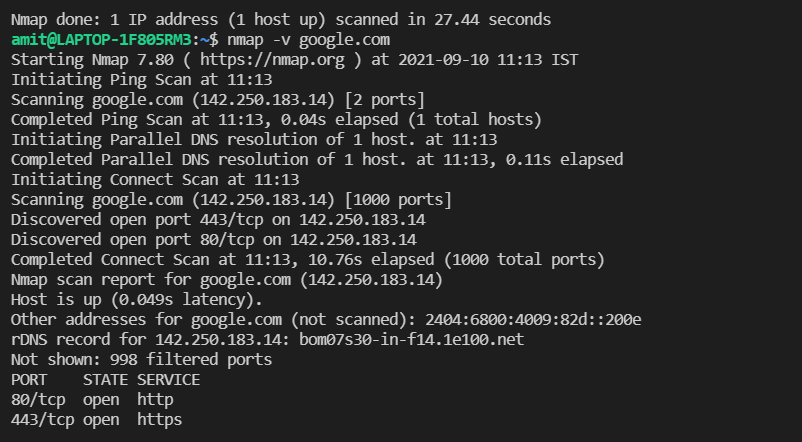 Nmap done: 1 IP address (1 host up) scanned in 27.44 seconds
amit@LAPTOP-1F805RM3:~$ nmap -v google.com
Starting Nmap 7.80 ( https://nmap.org ) at 2021-09-10 11:13 IST
Initiating Ping Scan at 11:13
Scanning google.com (142.250.183.14) [2 ports]
Completed Ping Scan at 11:13, 0.04s elapsed (1 total hosts)
Initiating Parallel DNS resolution of 1 host. at 11:13
Completed Parallel DNS resolution of 1 host. at 11:13, 0.11s elapsed
Initiating Connect Scan at 11:13
Scanning google.com (142.250.183.14) [1000 ports]
Discovered open port 443/tcp on 142.250.183.14
Discovered open port 80/tcp on 142.250.183.14
Completed Connect Scan at 11:13, 10.76s elapsed (1000 total ports)
Nmap scan report for google.com (142.250.183.14)
Host is up (0.049s latency).
Other addresses for google.com (not scanned): 2404:6800:4009:82d::200e
rDNS record for 142.250.183.14: bom07s30-in-f14.1e100.net
Not shown: 998 filtered ports
PORT    STATE SERVICE
80/tcp  open  http
443/tcp open  https